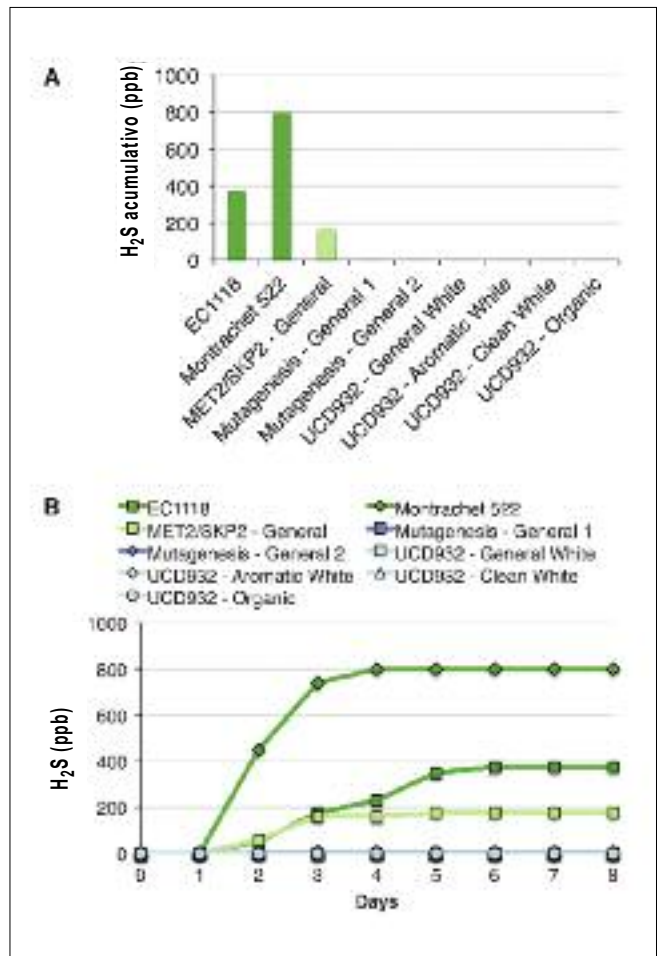 A
H₂S acumulativo (ppb)
1000
800
600
400
200
0
EC1118
Montrachet 522
MET2/SKP2 - General
Mutagenesis - General 1
Mutagenesis - General 2
UCD932 - General White
UCD932 - Aromatic White
UCD932 - Clean White
UCD932 - Organic
B
EC1118 Montrachet 522
MET2/SKP2 - General Mutagenesis - General 1
Mutagenesis - General 2 UCD932 - General White
UCD932 - Aromatic White UCD932 - Clean White
UCD932 - Organic
H₂S (ppb)
1000
800
600
400
200
0
0 1 2 3 4 5 6 7 8
Days